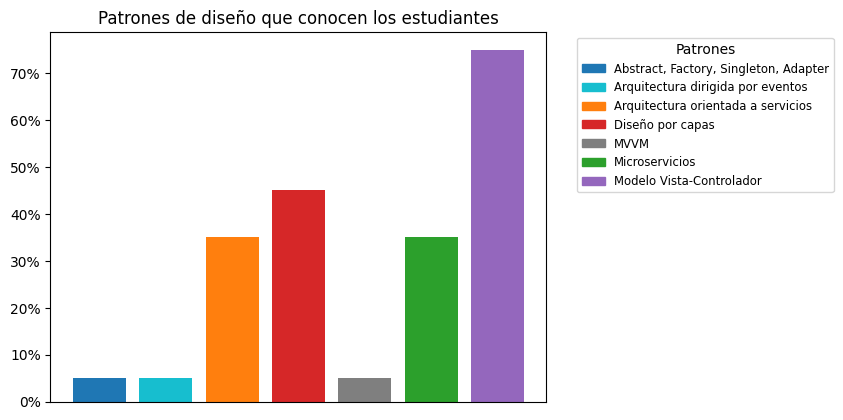 Patrones de diseño que conocen los estudiantes
70%
60%
50%
40%
30%
20%
10%
0%
Patrones
Abstract, Factory, Singleton, Adapter
Arquitectura dirigida por eventos
Arquitectura orientada a servicios
Diseño por capas
MVVM
Microservicios
Modelo Vista-Controlador